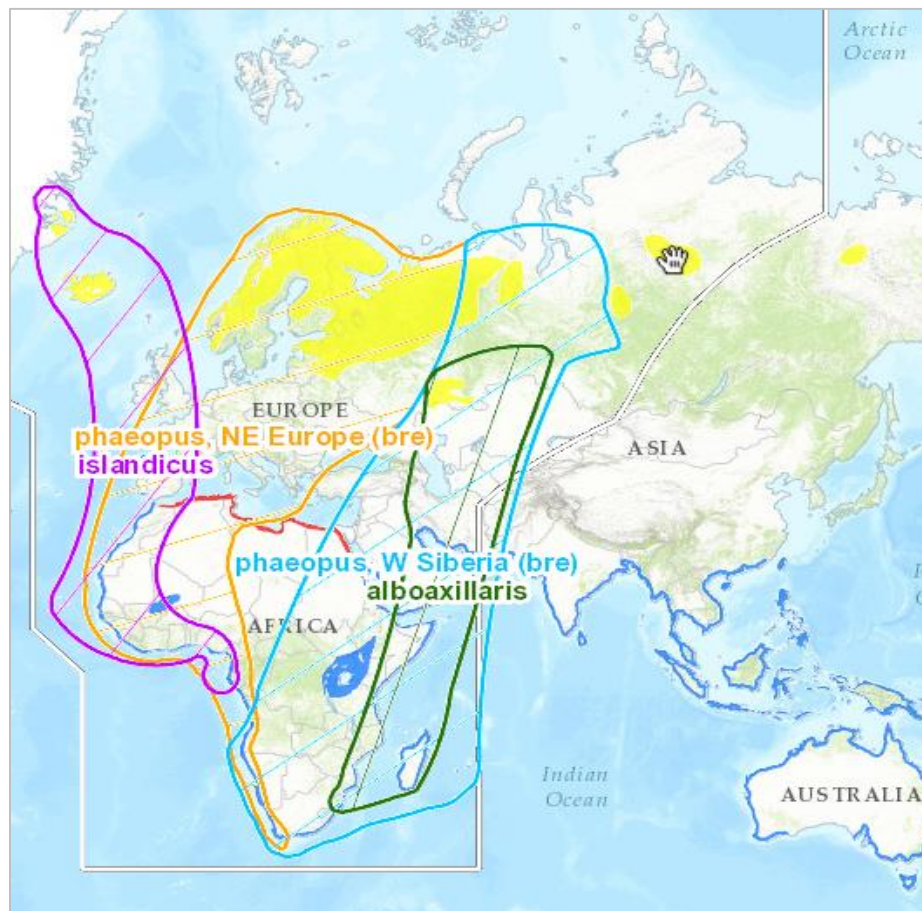 Arctic
Ocean
EUROPE
phaeopus, NE Europe (bre)
islandicus
ASIA
phaeopus, W Siberia (bre)
alboaxillaris
AFRICA
Indian
Ocean
AUSTRALIA